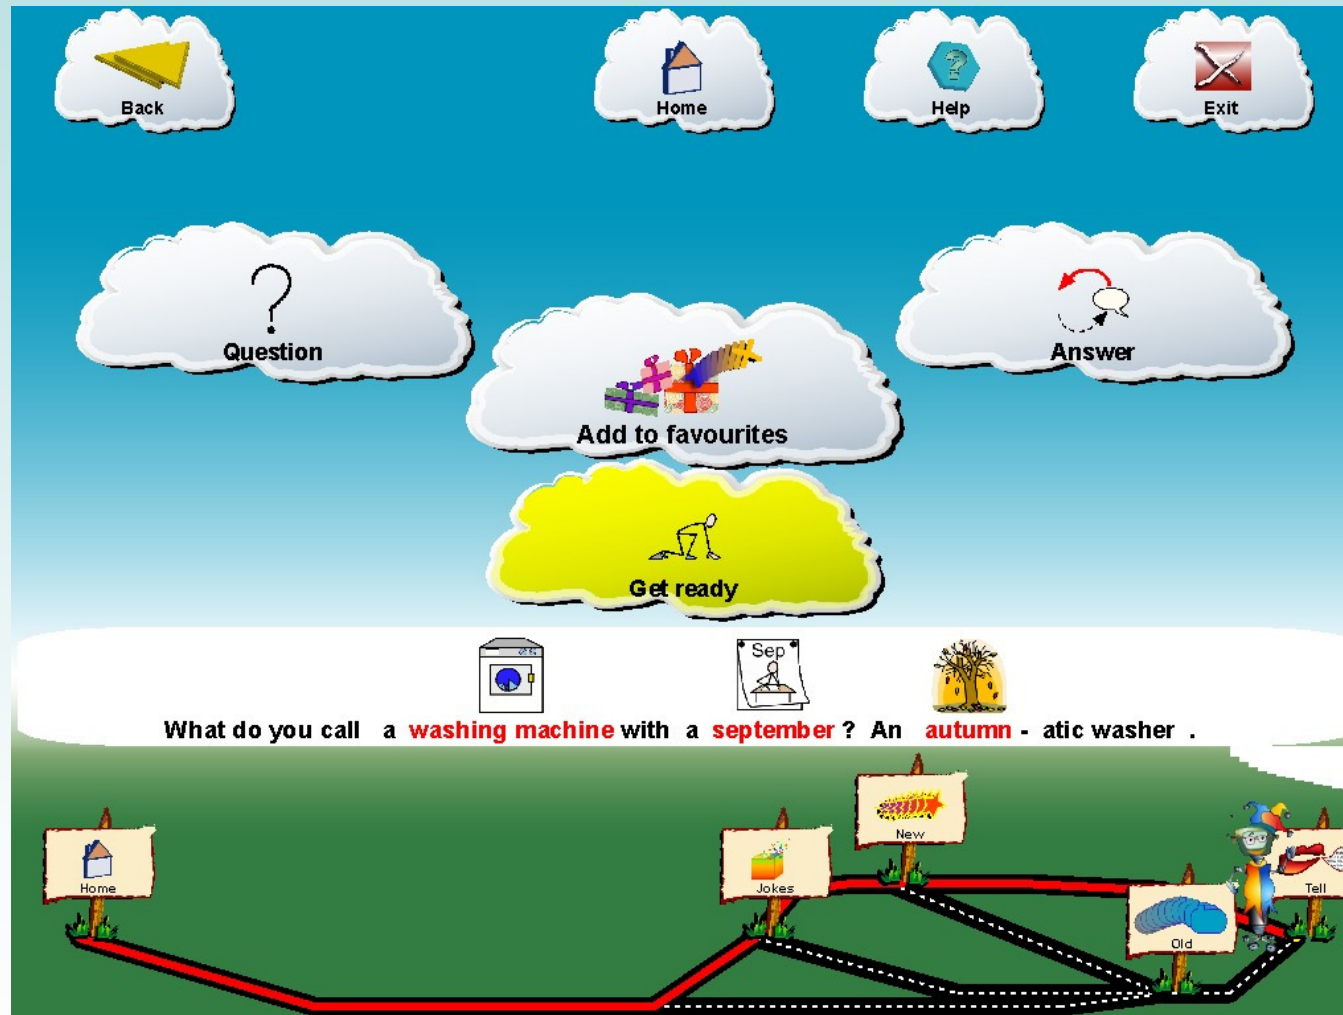 Back
Home
Help
Exit
Question
Answer
Add to favourites
Get ready
Sep
What do you call a washing machine with a september ? An autumn - atic washer .
New
Home
Jokes
Tell
Old